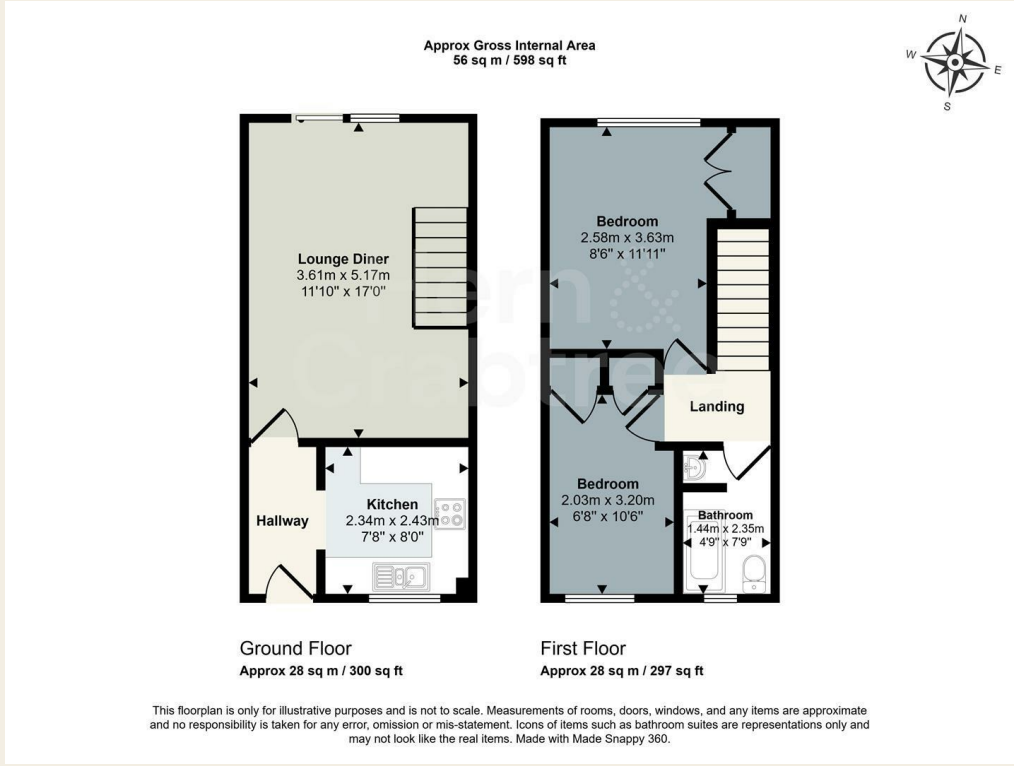 Approx Gross Internal Area
56 sq m / 598 sq ft
N
W
E
S
Lounge Diner
3.61m x 5.17m
11'10" x 17'0"
Hallway
Kitchen
2.34m x 2.43m
7'8" x 8'0"
Bedroom
2.58m x 3.63m
8'6" x 11'11"
Landing
Bedroom
2.03m x 3.20m
6'8" x 10'6"
Bathroom
1.44m x 2.35m
4'9" x 7'9"
Hern &
Crabtree
Ground Floor
Approx 28 sq m / 300 sq ft
First Floor
Approx 28 sq m / 297 sq ft
This floorplan is only for illustrative purposes and is not to scale. Measurements of rooms, doors, windows, and any items are approximate
and no responsibility is taken for any error, omission or mis-statement. Icons of items such as bathroom suites are representations only and
may not look like the real items. Made with Made Snappy 360.